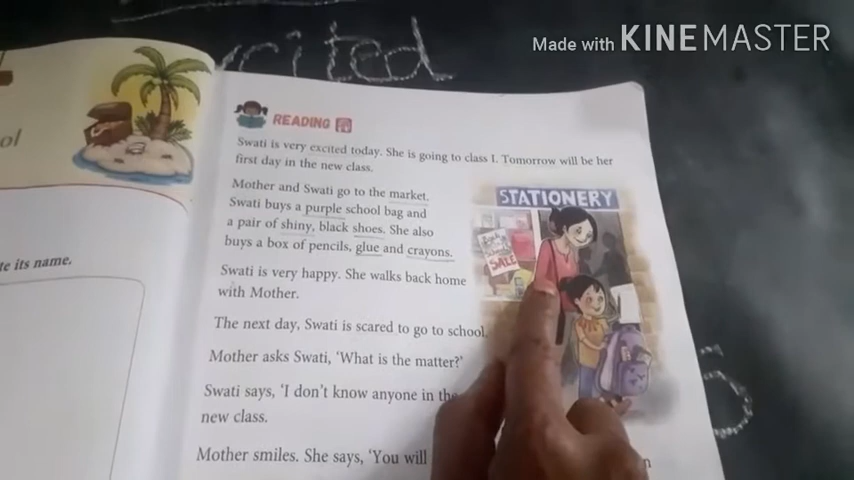 Made with KINEMASTER
cited
ol
te its name.
READING
Swati is very excited today. She is going to class I. Tomorrow will be her
first day in the new class.
Mother and Swati go to the market.
Swati buys a purple school bag and
a pair of shiny, black shoes. She also
buys a box of pencils, glue and crayons.
STATIONERY
SALE
Swati is very happy. She walks back home
with Mother.
The next day, Swati is scared to go to school.
Mother asks Swati, ‘What is the matter?’
Swati says, ‘I don’t know anyone in the
new class.
Mother smiles. She says, ‘You will
n